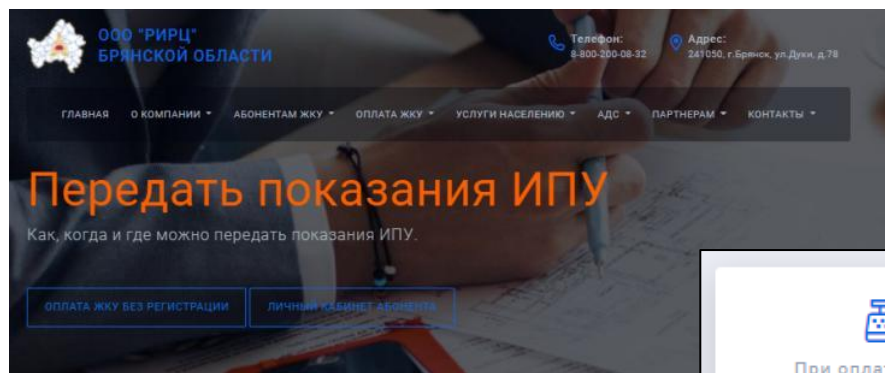 ООО "РИРЦ"
БРЯНСКОЙ ОБЛАСТИ
Телефон:
8-800-200-08-32
Адрес:
241050, г.Брянск, ул.Дуки, д.78
ГЛАВНАЯ О КОМПАНИИ АБОНЕНТАМ ЖКУ ОПЛАТА ЖКУ УСЛУГИ НАСЕЛЕНИЮ АДС ПАРТНЕРАМ КОНТАКТЫ
Передать показания ИПУ
Как, когда и где можно передать показания ИПУ.
ОПЛАТА ЖКУ БЕЗ РЕГИСТРАЦИИ ЛИЧНЫЙ КАБИНЕТ АБОНЕНТА
При оплат